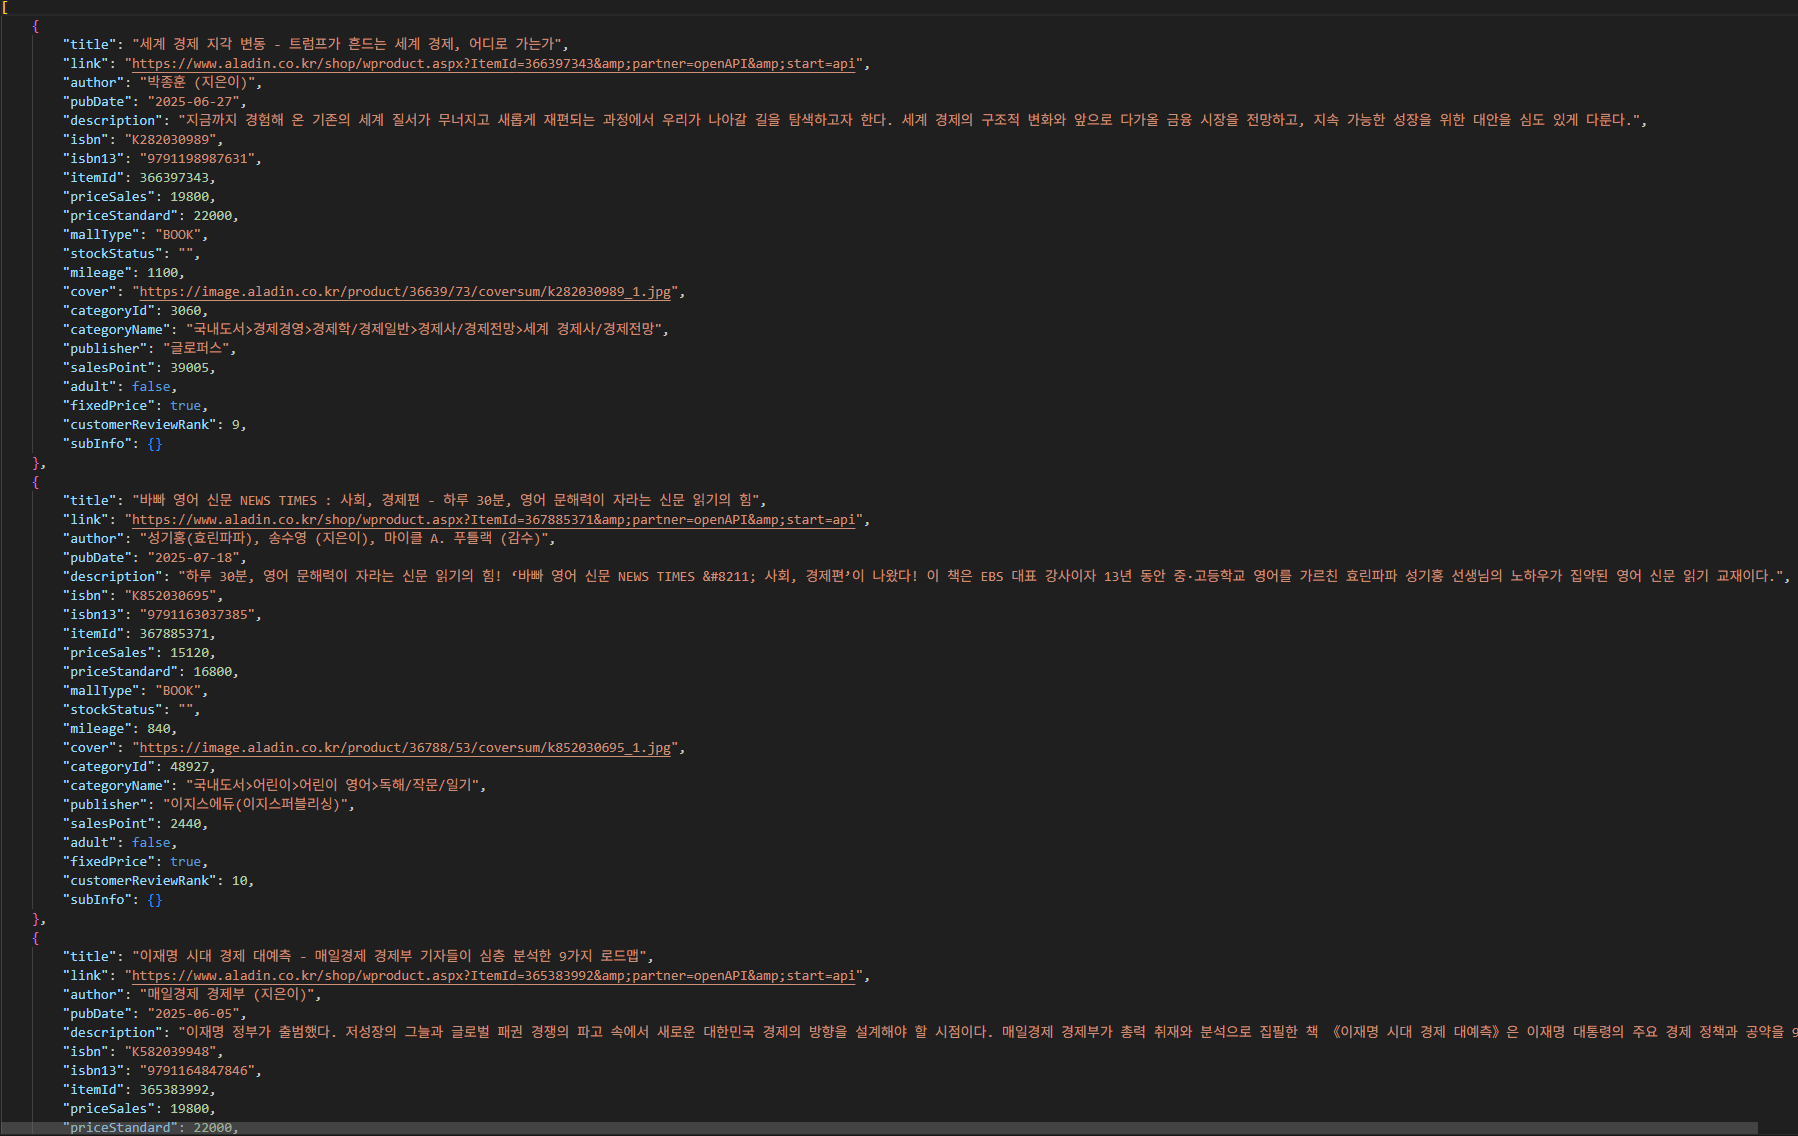 [
{
"title": "세계 경제 지각 변동 - 트럼프가 흔드는 세계 경제, 어디로 가는가",
"link": "https://www.aladin.co.kr/shop/wproduct.aspx?ItemId=366397343&amp;partner=openAPI&amp;start=api",
"author": "박종훈 (지은이)",
"pubDate": "2025-06-27",
"description": "지금까지 경험해 온 기존의 세계 질서가 무너지고 새롭게 재편되는 과정에서 우리가 나아갈 길을 탐색하고자 한다. 세계 경제의 구조적 변화와 앞으로 다가올 금융 시장을 전망하고, 지속 가능한 성장을 위한 대안을 심도 있게 다룬다.",
"isbn": "K282030989",
"isbn13": "9791198987631",
"itemId": 366397343,
"priceSales": 19800,
"priceStandard": 22000,
"mallType": "BOOK",
"stockStatus": "",
"mileage": 1100,
"cover": "https://image.aladin.co.kr/product/36639/73/coversum/k282030989_1.jpg",
"categoryId": 3060,
"categoryName": "국내도서>경제경영>경제학/경제일반>경제사/경제전망>세계 경제사/경제전망",
"publisher": "글로퍼스",
"salesPoint": 39005,
"adult": false,
"fixedPrice": true,
"customerReviewRank": 9,
"subInfo": {}
},
{
"title": "바빠 영어 신문 NEWS TIMES : 사회, 경제편 - 하루 30분, 영어 문해력이 자라는 신문 읽기의 힘",
"link": "https://www.aladin.co.kr/shop/wproduct.aspx?ItemId=367885371&amp;partner=openAPI&amp;start=api",
"author": "성기홍(효린파파), 송수영 (지은이), 마이클 A. 푸틀랙 (감수)",
"pubDate": "2025-07-18",
"description": "하루 30분, 영어 문해력이 자라는 신문 읽기의 힘! ‘바빠 영어 신문 NEWS TIMES &#8211; 사회, 경제편’이 나왔다! 이 책은 EBS 대표 강사이자 13년 동안 중·고등학교 영어를 가르친 효린파파 성기홍 선생님의 노하우가 집약된 영어 신문 읽기 교재이다.",
"isbn": "K852030695",
"isbn13": "9791163037385",
"itemId": 367885371,
"priceSales": 15120,
"priceStandard": 16800,
"mallType": "BOOK",
"stockStatus": "",
"mileage": 840,
"cover": "https://image.aladin.co.kr/product/36788/53/coversum/k852030695_1.jpg",
"categoryId": 48927,
"categoryName": "국내도서>어린이>어린이 영어>독해/작문/일기",
"publisher": "이지스에듀(이지스퍼블리싱)",
"salesPoint": 2440,
"adult": false,
"fixedPrice": true,
"customerReviewRank": 10,
"subInfo": {}
},
{
"title": "이재명 시대 경제 대예측 - 매일경제 경제부 기자들이 심층 분석한 9가지 로드맵",
"link": "https://www.aladin.co.kr/shop/wproduct.aspx?ItemId=365383992&amp;partner=openAPI&amp;start=api",
"author": "매일경제 경제부 (지은이)",
"pubDate": "2025-06-05",
"description": "이재명 정부가 출범했다. 저성장의 그늘과 글로벌 패권 경쟁의 파고 속에서 새로운 대한민국 경제의 방향을 설계해야 할 시점이다. 매일경제 경제부가 총력 취재와 분석으로 집필한 책 《이재명 시대 경제 대예측》은 이재명 대통령의 주요 경제 정책과 공약을 9
"isbn": "K582039948",
"isbn13": "9791164847846",
"itemId": 365383992,
"priceSales": 19800,
"priceStandard": 22000,